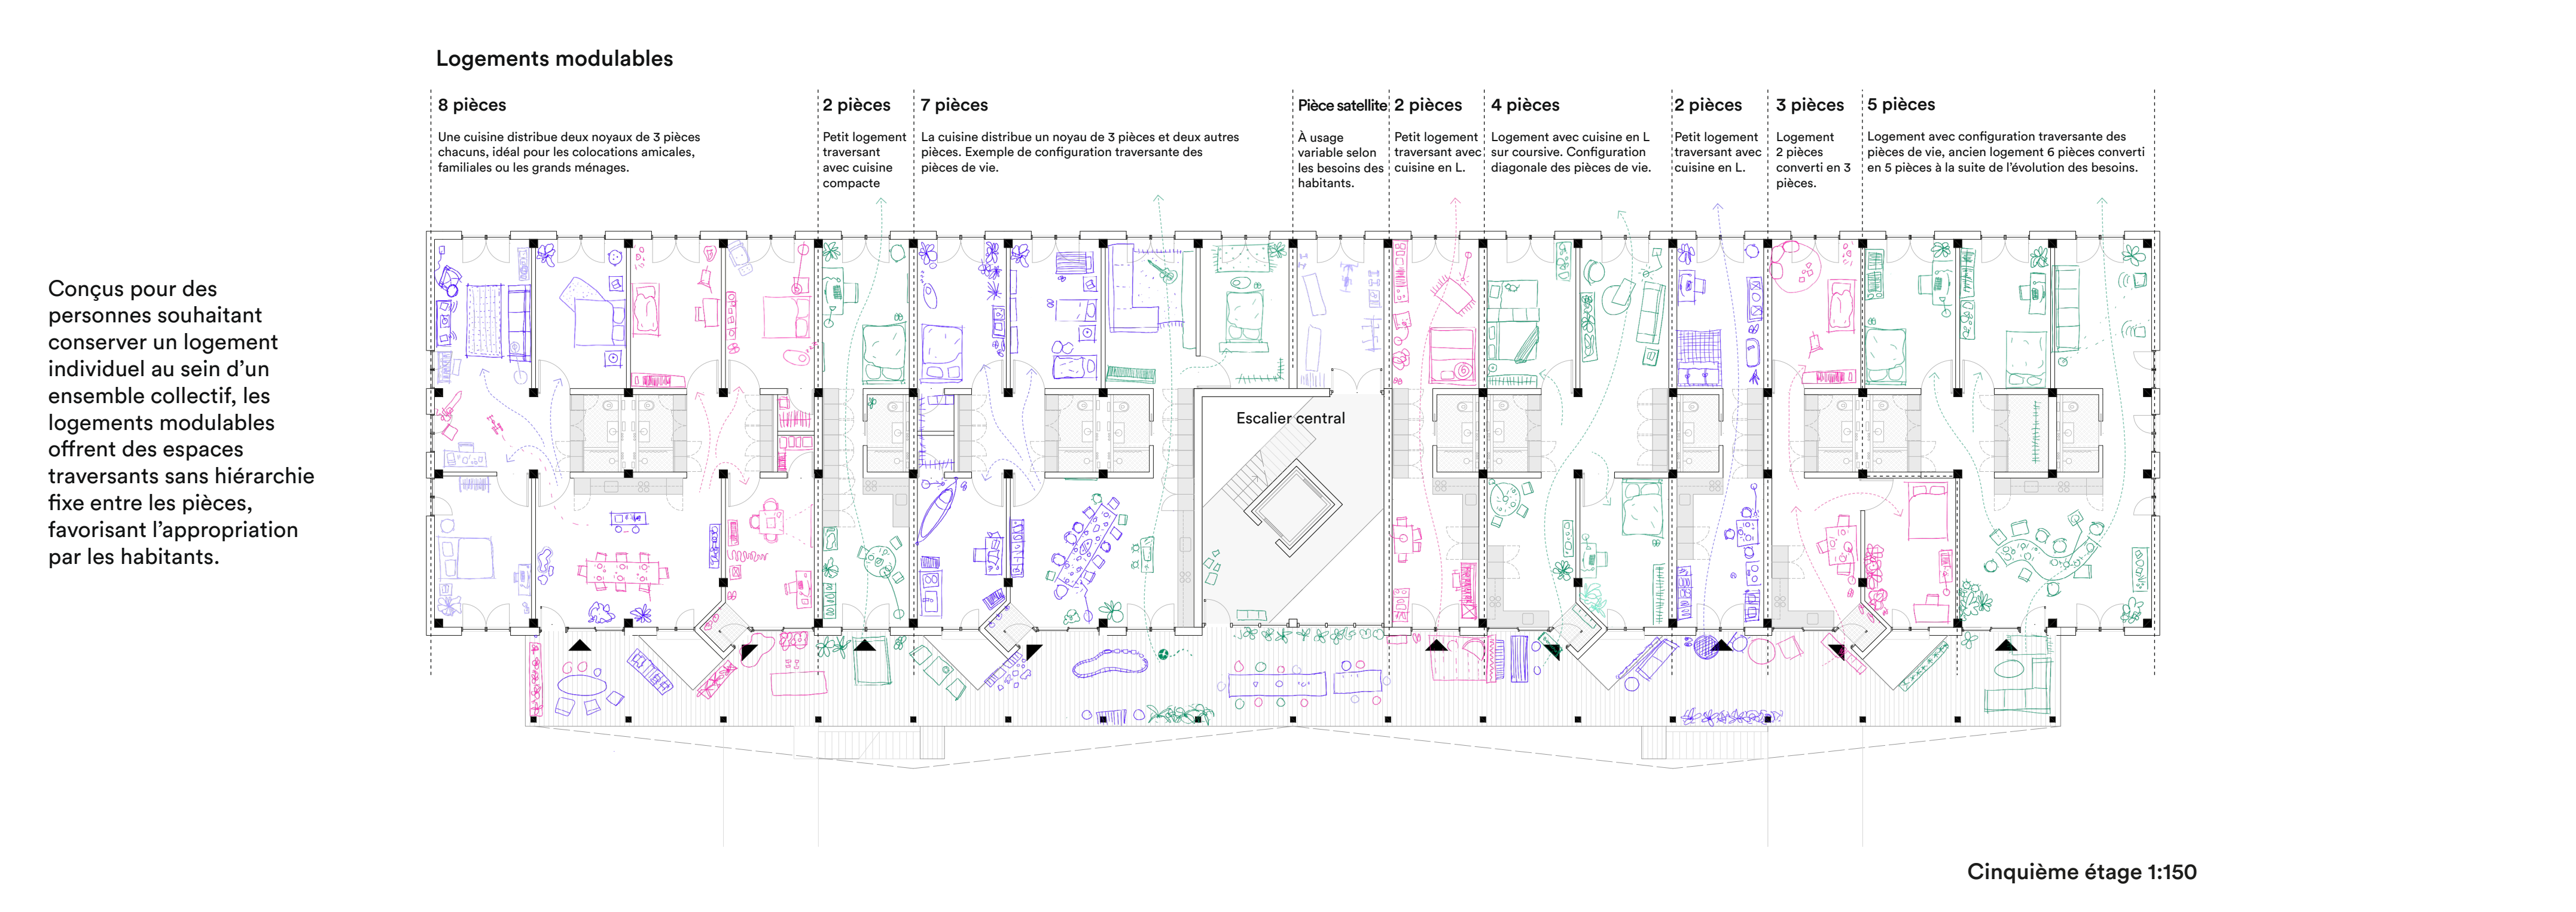 Logements modulables
8 pièces
Une cuisine distribue deux noyaux de 3 pièces
chacuns, idéal pour les colocations amicales,
familiales ou les grands ménages.
2 pièces
Petit logement
traversant
avec cuisine
compacte
7 pièces
La cuisine distribue un noyau de 3 pièces et deux autres
pièces. Exemple de configuration traversante des
pièces de vie.
Pièce satellite
À usage
variable selon
les besoins des
habitants.
2 pièces
Petit logement
traversant avec
cuisine en L.
4 pièces
Logement avec cuisine en L
sur coursive. Configuration
diagonale des pièces de vie.
2 pièces
Petit logement
traversant avec
cuisine en L.
3 pièces
Logement
2 pièces
converti en 3
pièces.
5 pièces
Logement avec configuration traversante des
pièces de vie, ancien logement 6 pièces converti
en 5 pièces à la suite de l'évolution des besoins.
Conçus pour des
personnes souhaitant
conserver un logement
individuel au sein d'un
ensemble collectif, les
logements modulables
offrent des espaces
traversants sans hiérarchie
fixe entre les pièces,
favorisant l'appropriation
par les habitants.
Escalier central
Cinquième étage 1:150